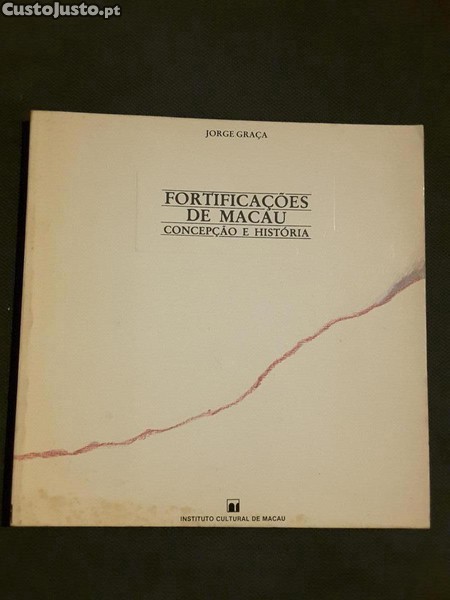 CustoJusto.pt
JORGE GRAÇA
FORTIFICAÇÕES
DE MACAU
CONCEPÇÃO E HISTÓRIA
INSTITUTO CULTURAL DE MACAU